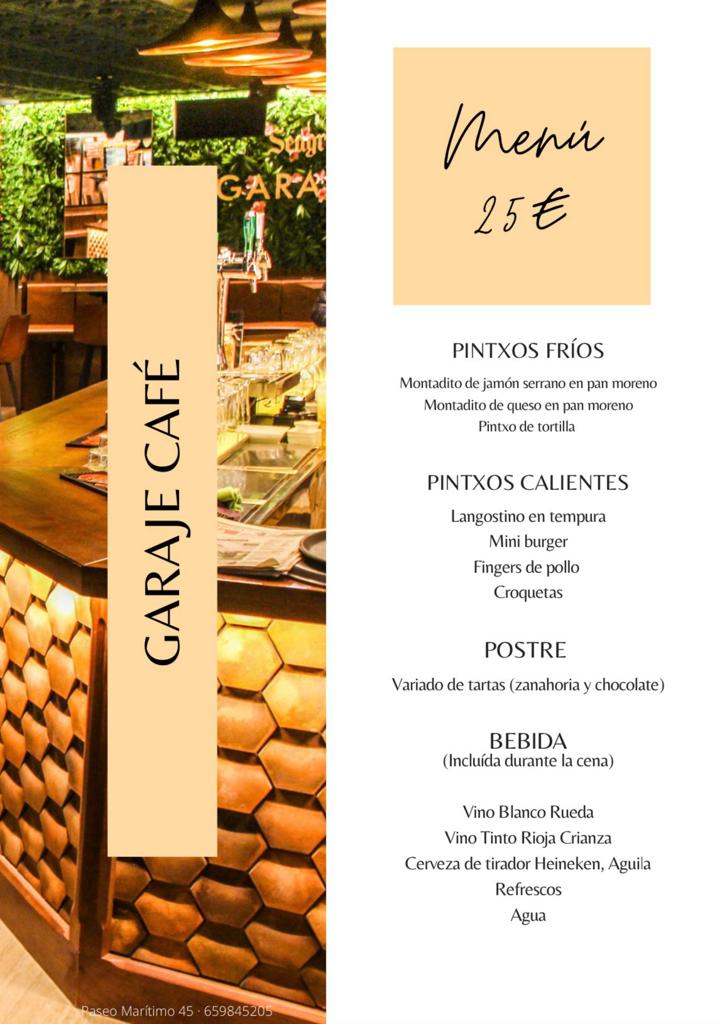 GARA
GARAJE CAFÉ
Paseo Marítimo 45 · 659845205
Menú
25€
PINTXOS FRÍOS
Montadito de jamón serrano en pan moreno
Montadito de queso en pan moreno
Pintxo de tortilla
PINTXOS CALIENTES
Langostino en tempura
Mini burger
Fingers de pollo
Croquetas
POSTRE
Variado de tartas (zanahoria y chocolate)
BEBIDA
(Incluída durante la cena)
Vino Blanco Rueda
Vino Tinto Rioja Crianza
Cerveza de tirador Heineken, Aguila
Refrescos
Agua